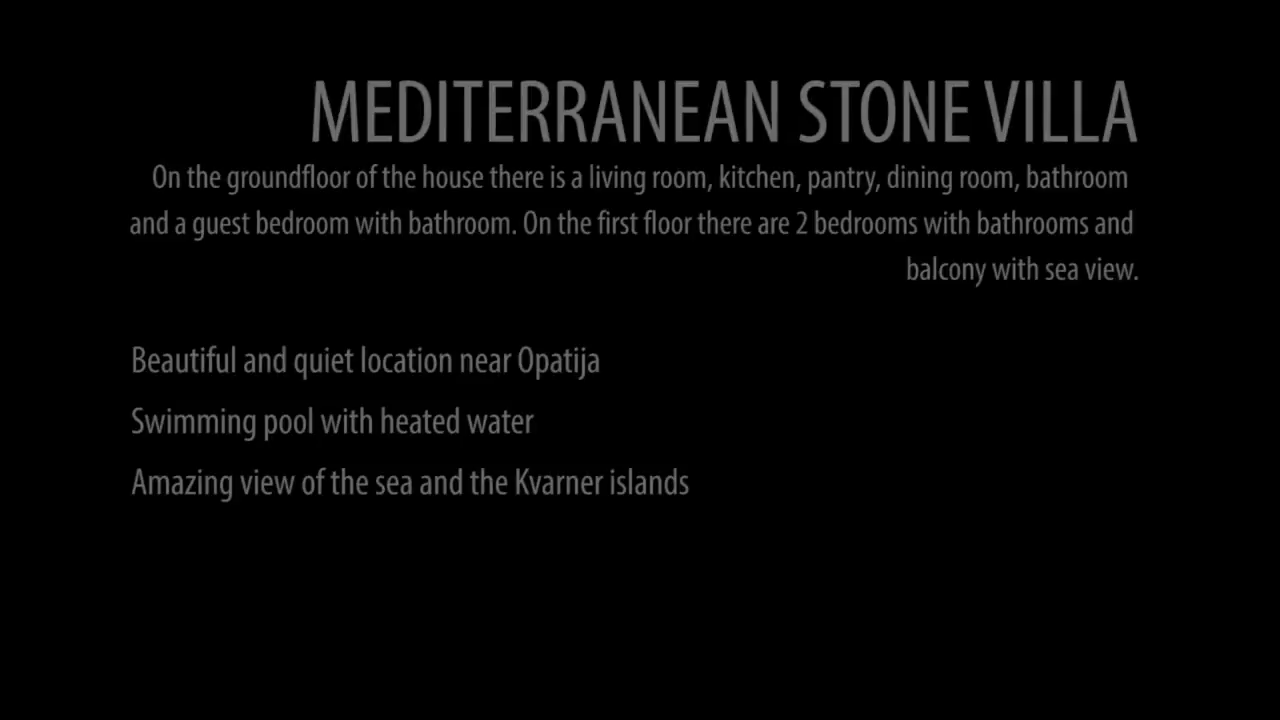 MEDITERRANEAN STONE VILLA
On the groundfloor of the house there is a living room, kitchen, pantry, dining room, bathroom
and a guest bedroom with bathroom. On the first floor there are 2 bedrooms with bathrooms and
balcony with sea view.
Beautiful and quiet location near Opatija
Swimming pool with heated water
Amazing view of the sea and the Kvarner islands